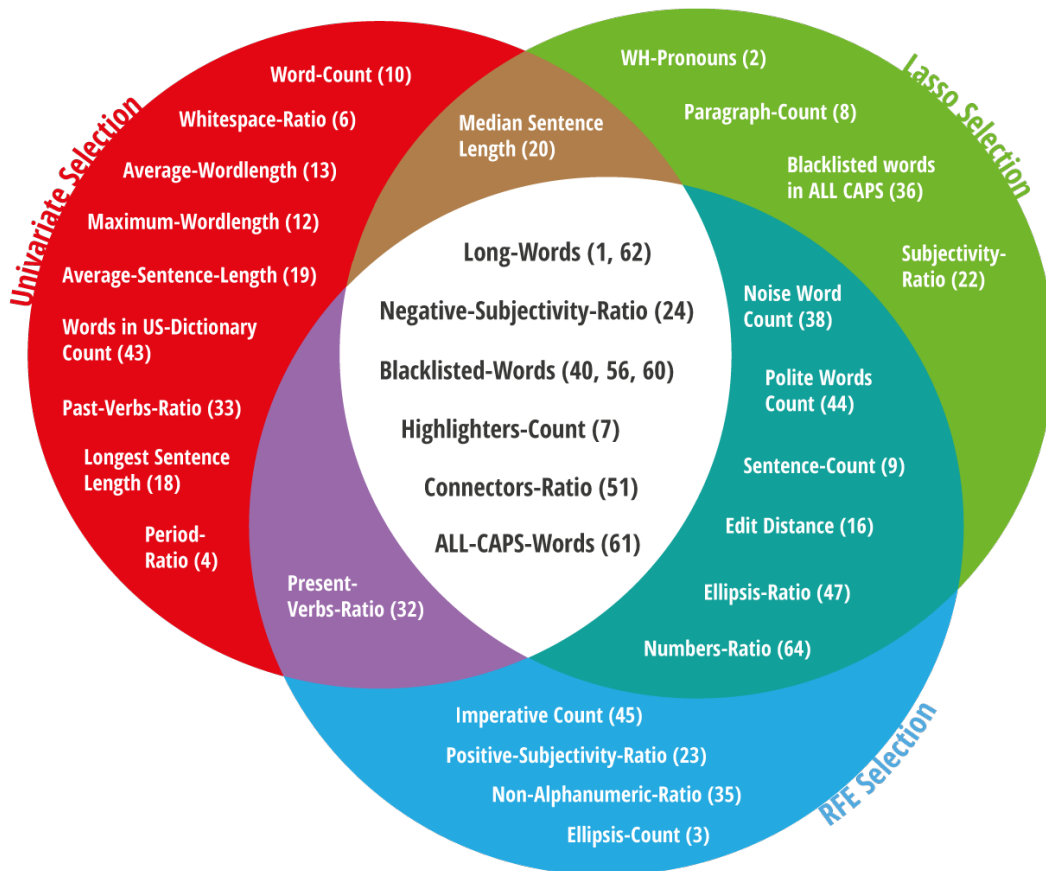 Univariate Selection
Word-Count (10)
Whitespace-Ratio (6)
Average-Wordlength (13)
Maximum-Wordlength (12)
Average-Sentence-Length (19)
Words in US-Dictionary
Count (43)
Past-Verbs-Ratio (33)
Longest Sentence
Length (18)
Period-
Ratio (4)
Median Sentence
Length (20)
Lasso Selection
WH-Pronouns (2)
Paragraph-Count (8)
Blacklisted words
in ALL CAPS (36)
Subjectivity-
Ratio (22)
Long-Words (1, 62)
Negative-Subjectivity-Ratio (24)
Blacklisted-Words (40, 56, 60)
Highlighters-Count (7)
Connectors-Ratio (51)
ALL-CAPS-Words (61)
Noise Word
Count (38)
Polite Words
Count (44)
Sentence-Count (9)
Edit Distance (16)
Ellipsis-Ratio (47)
Numbers-Ratio (64)
Present-
Verbs-Ratio (32)
Imperative Count (45)
Positive-Subjectivity-Ratio (23)
Non-Alphanumeric-Ratio (35)
Ellipsis-Count (3)
RFE Selection